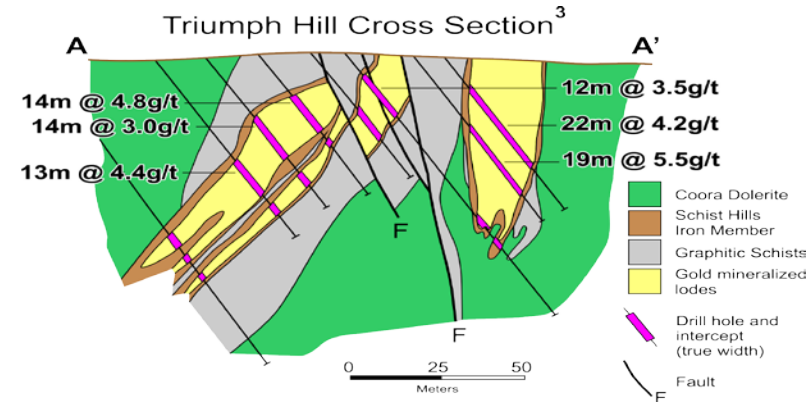 Triumph Hill Cross Section³
A
A'
14m @ 4.8g/t
14m @ 3.0g/t
13m @ 4.4g/t
12m @ 3.5g/t
22m @ 4.2g/t
19m @ 5.5g/t
F
F
Coora Dolerite
Schist Hills
Iron Member
Graphitic Schists
Gold mineralized
lodes
Drill hole and
intercept
(true width)
Fault
F
0 25 50
Meters